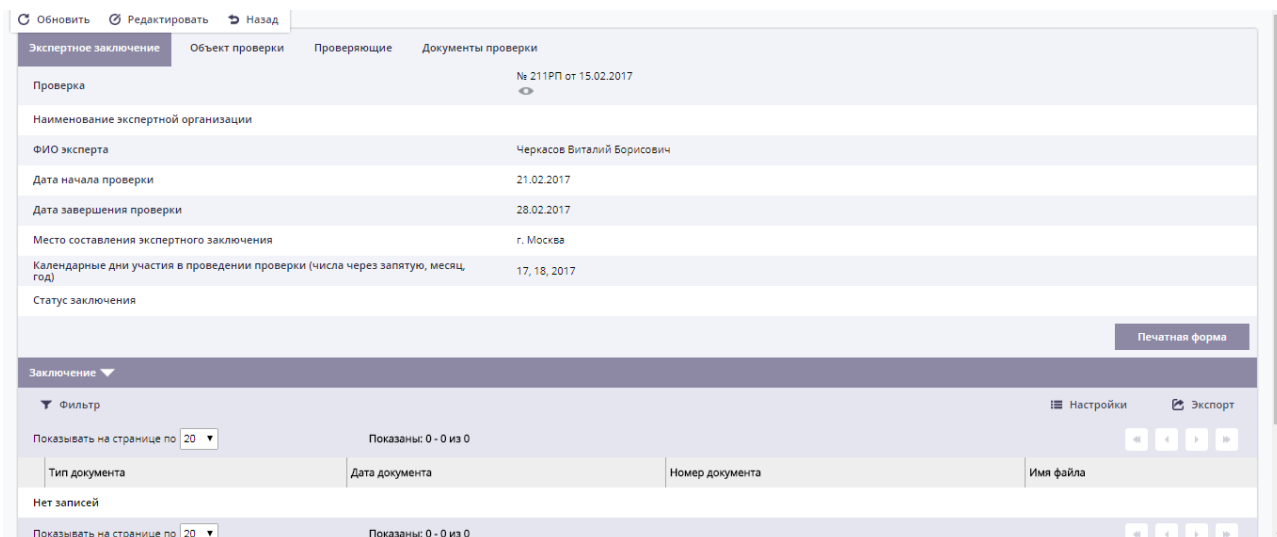 Обновить Редактировать Назад
Экспертное заключение Объект проверки Проверяющие Документы проверки
Проверка № 211РП от 15.02.2017
Наименование экспертной организации
ФИО эксперта Черкасов Виталий Борисович
Дата начала проверки 21.02.2017
Дата завершения проверки 28.02.2017
Место составления экспертного заключения г. Москва
Календарные дни участия в проведении проверки (числа через запятую, месяц,
год) 17, 18, 2017
Статус заключения
Печатная форма
Заключение
Фильтр Настройки Экспорт
Показывать на странице по 20 Показаны: 0 - 0 из 0
Тип документа Дата документа Номер документа Имя файла
Нет записей
Показывать на странице по 20 Показаны: 0 - 0 из 0